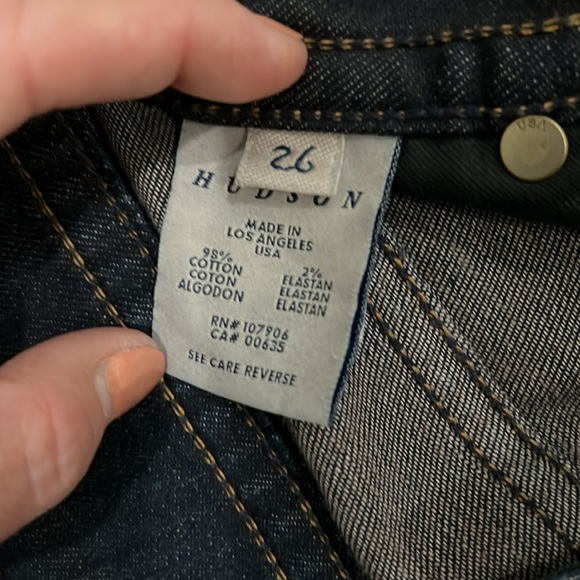 26
HUDSON
MADE IN
LOS ANGELES
USA
98%
COTTON
COTON
ALGODON
2%
ELASTAN
ELASTAN
ELASTAN
RN# 107906
CA# 00635
SEE CARE REVERSE
USA